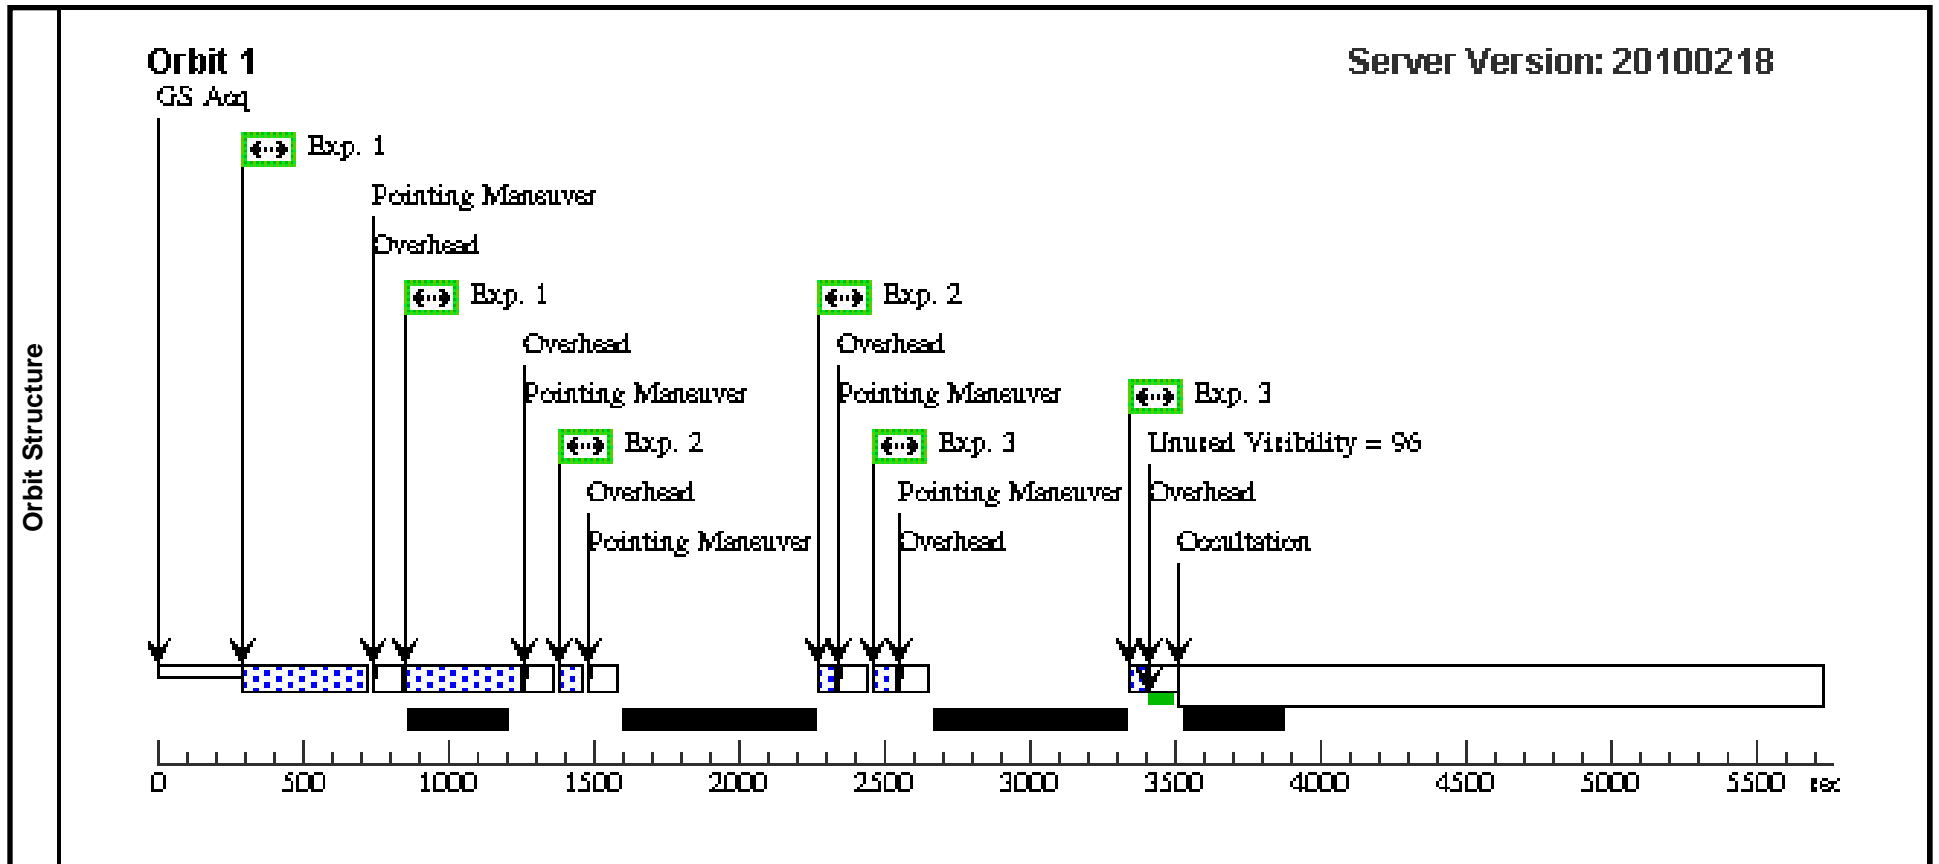 Orbit Structure
Orbit 1
Server Version: 20100218
GS Acq
Exp. 1
Pointing Maneuver
Overhead
Exp. 1
Exp. 2
Overhead
Overhead
Pointing Maneuver
Pointing Maneuver
Exp. 3
Exp. 2
Exp. 3
Unused Visibility = 96
Overhead
Pointing Maneuver
Overhead
Pointing Maneuver
Overhead
Occultation
0 500 1000 1500 2000 2500 3000 3500 4000 4500 5000 5500 sec